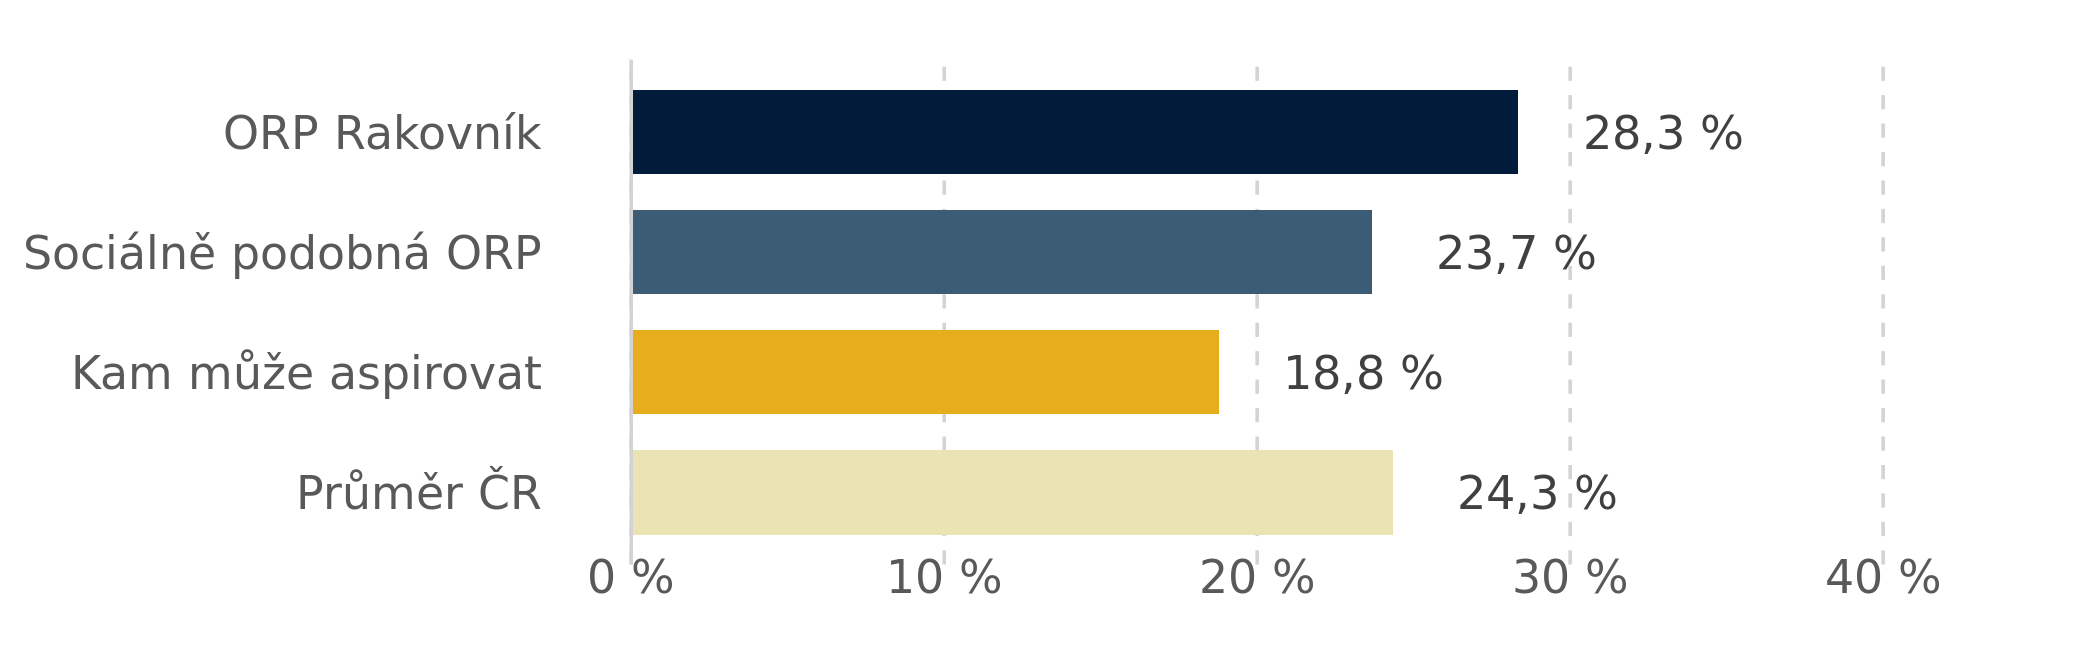 ORP Rakovník 28,3 %
Sociálně podobná ORP 23,7 %
Kam může aspirovat 18,8 %
Průměr ČR 24,3 %
0 % 10 % 20 % 30 % 40 %